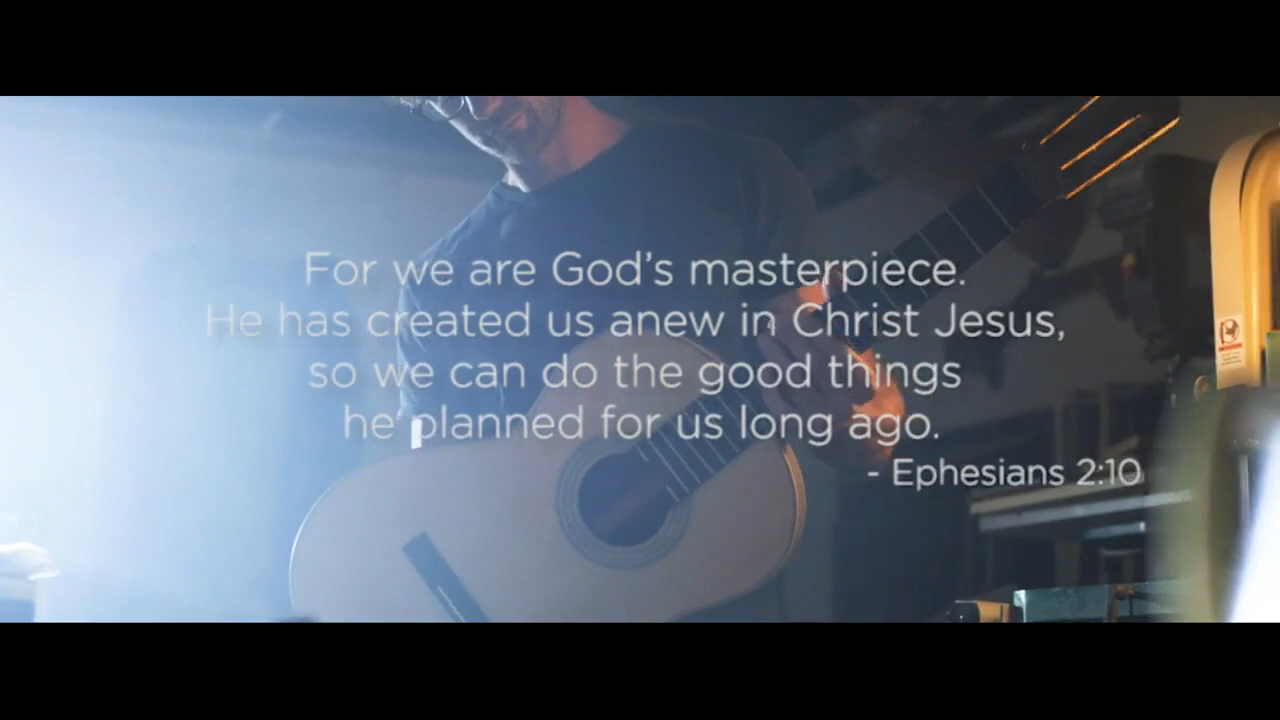 For we are God's masterpiece.
He has created us anew in Christ Jesus,
so we can do the good things
he planned for us long ago.
- Ephesians 2:10